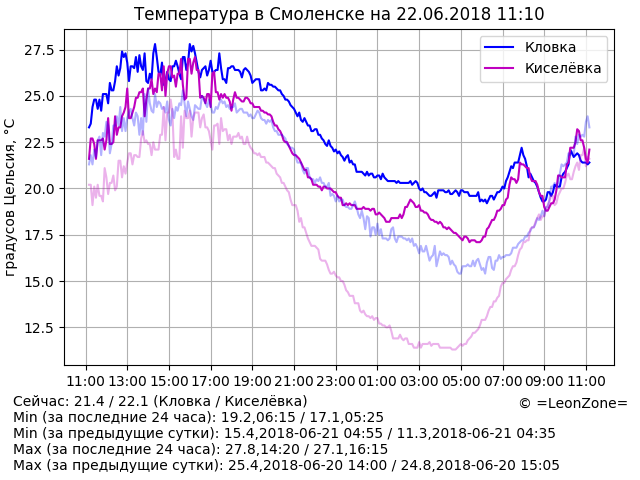 Температура в Смоленске на 22.06.2018 11:10
Кловка
Киселёвка
градусов Цельсия, °C
27.5
25.0
22.5
20.0
17.5
15.0
12.5
11:00 13:00 15:00 17:00 19:00 21:00 23:00 01:00 03:00 05:00 07:00 09:00 11:00
Сейчас: 21.4 / 22.1 (Кловка / Киселёвка)
© =LeonZone=
Min (за последние 24 часа): 19.2,06:15 / 17.1,05:25
Min (за предыдущие сутки): 15.4,2018-06-21 04:55 / 11.3,2018-06-21 04:35
Max (за последние 24 часа): 27.8,14:20 / 27.1,16:15
Max (за предыдущие сутки): 25.4,2018-06-20 14:00 / 24.8,2018-06-20 15:05